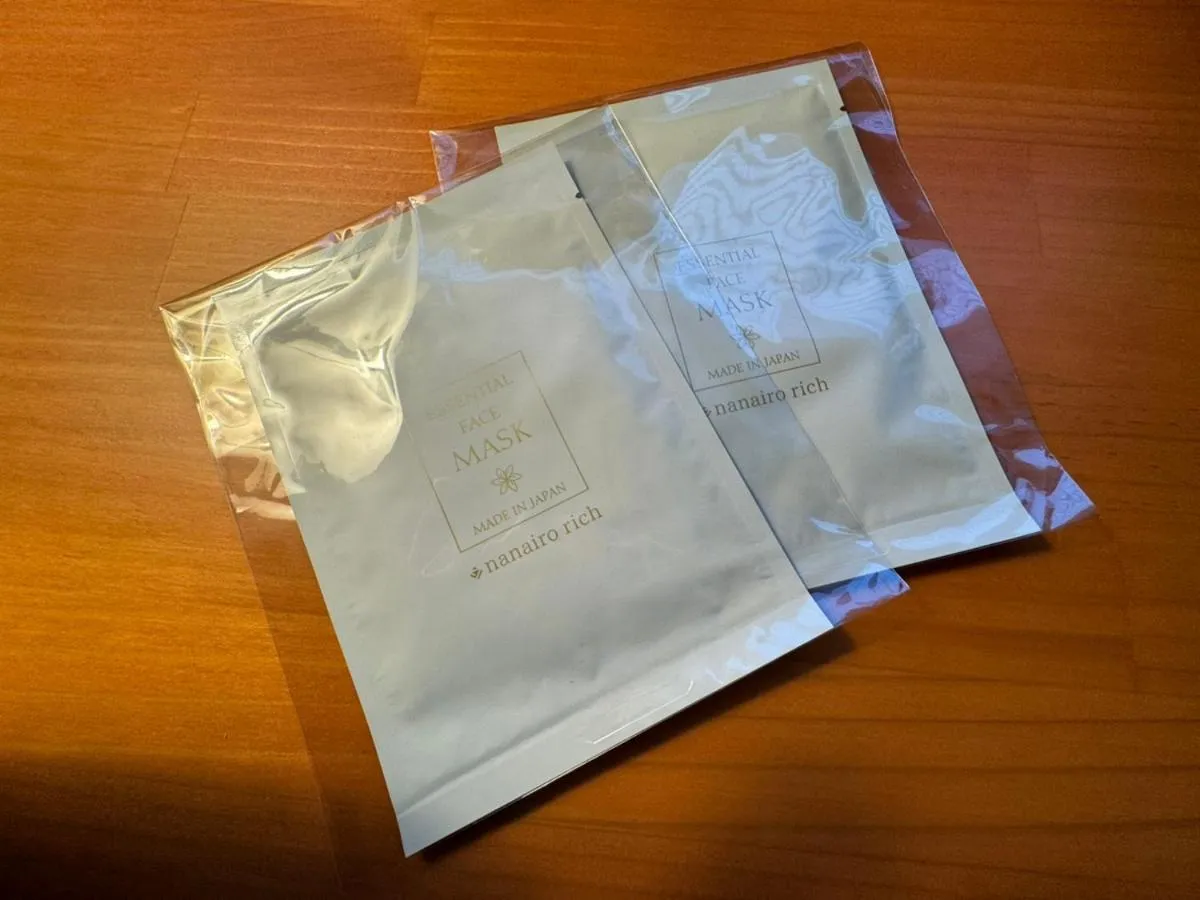 ESSENTIAL
FACE
MASK
MADE IN JAPAN
nanairo rich
ESSENTIAL
FACE
MASK
MADE IN JAPAN
nanairo rich